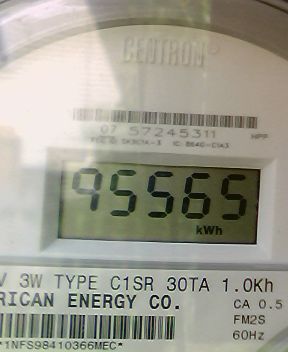 CENTRON®
07 57245311
HPP
95565
kWh
V 3W TYPE C1SR 30TA 1.0Kh
RICAN ENERGY CO.
CA 0.5
FM2S
60Hz
*1NFS98410366MEC*